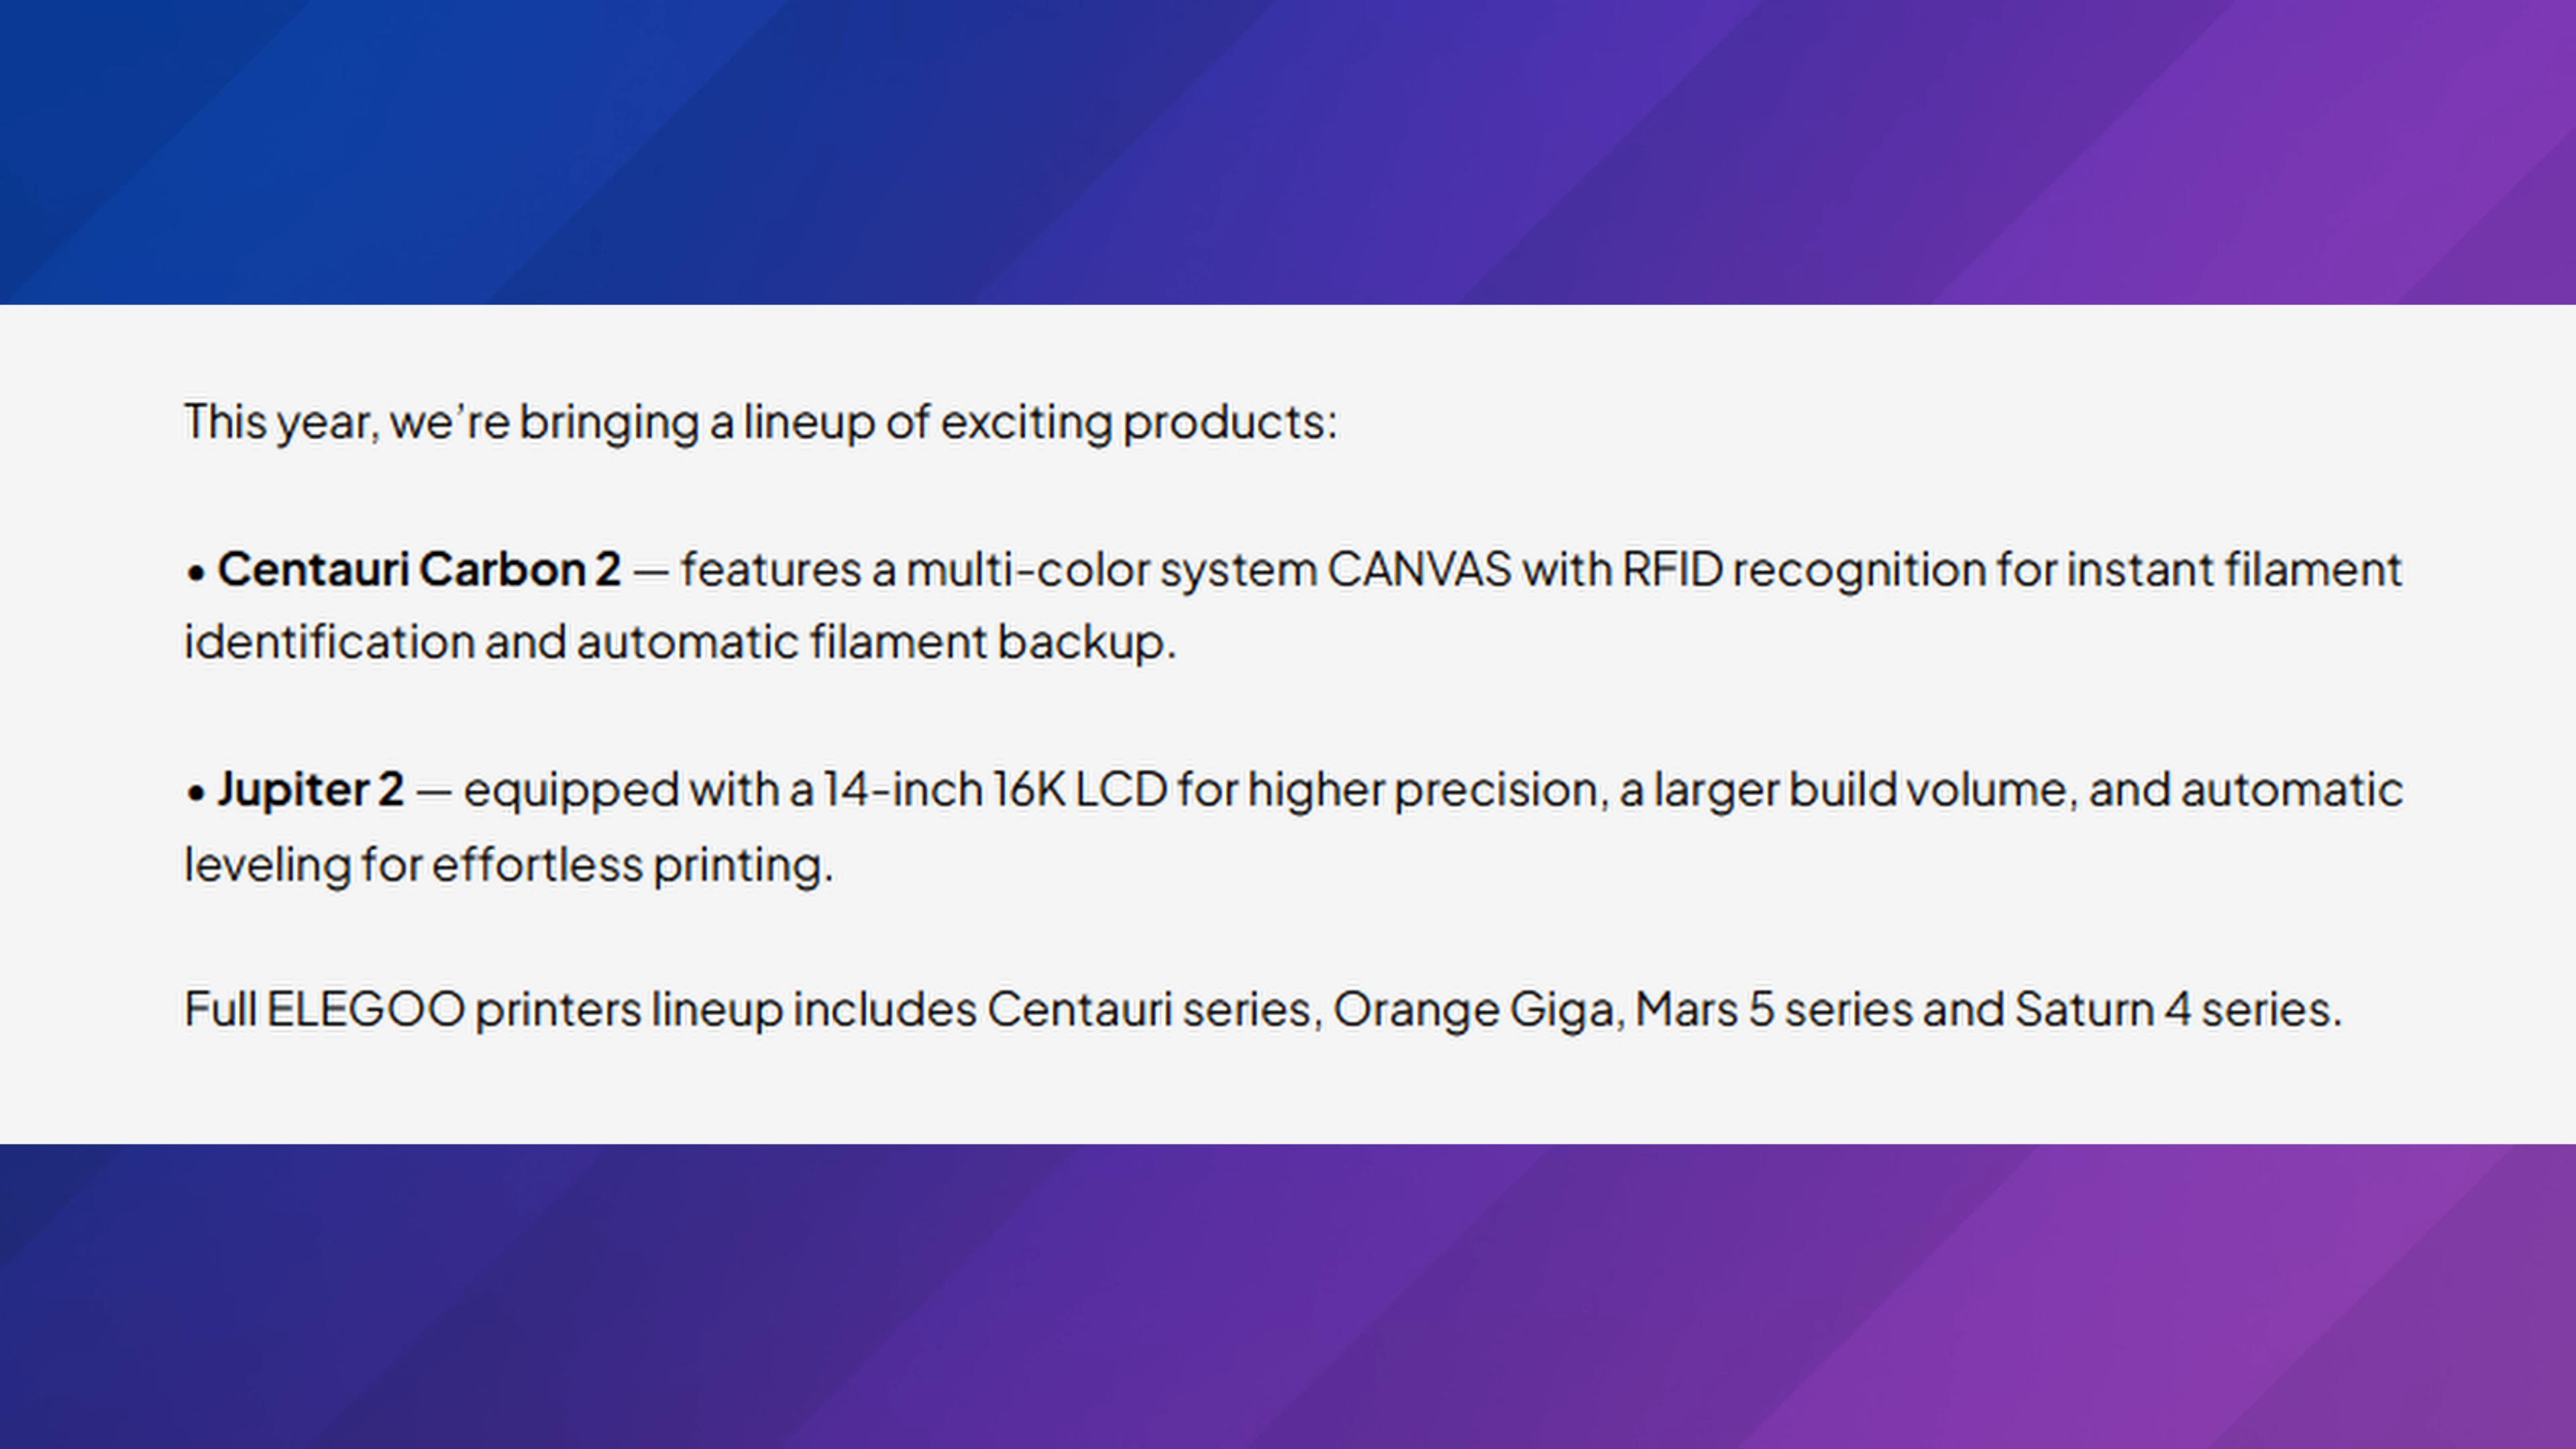 This year, we’re bringing a lineup of exciting products:
• Centauri Carbon 2 — features a multi-color system CANVAS with RFID recognition for instant filament
identification and automatic filament backup.
• Jupiter 2 — equipped with a 14-inch 16K LCD for higher precision, a larger build volume, and automatic
leveling for effortless printing.
Full ELEGOO printers lineup includes Centauri series, Orange Giga, Mars 5 series and Saturn 4 series.